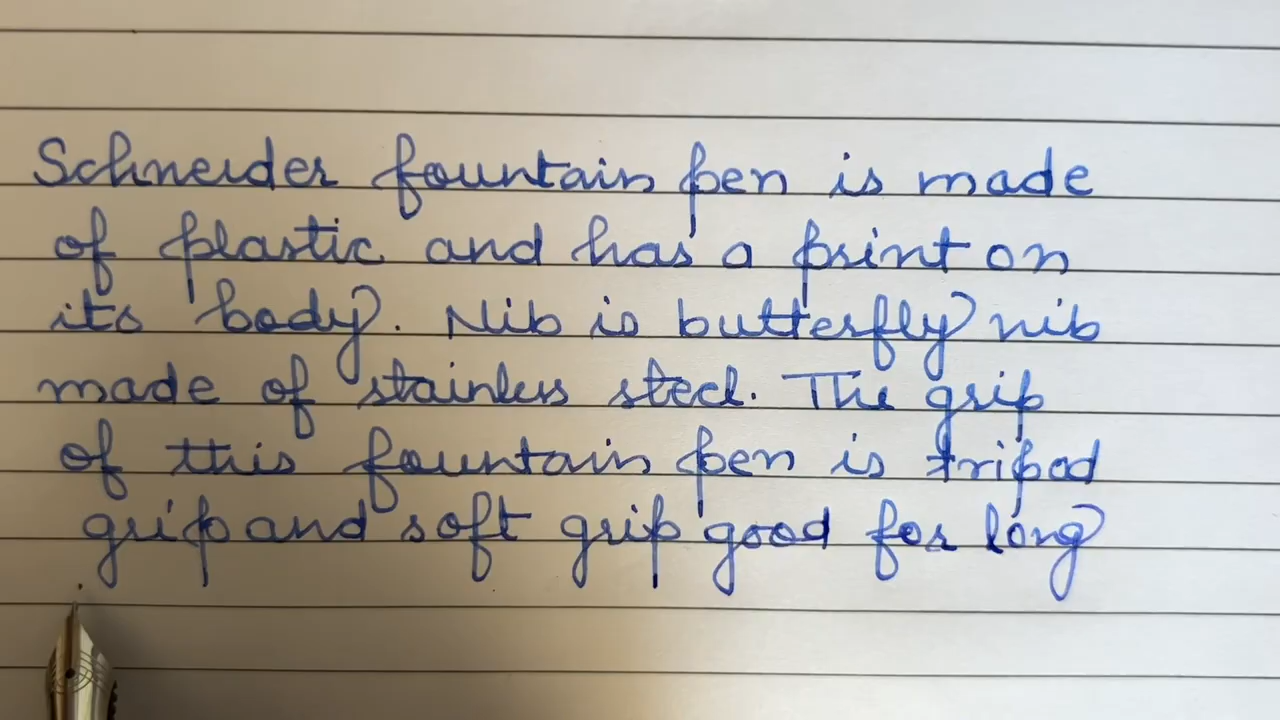 Schneider fountain pen is made
of plastic and has a print on
its body. Nib is butterfly nib
made of stainless steel. The grip
of this fountain pen is tripod
grip and soft grip good for long